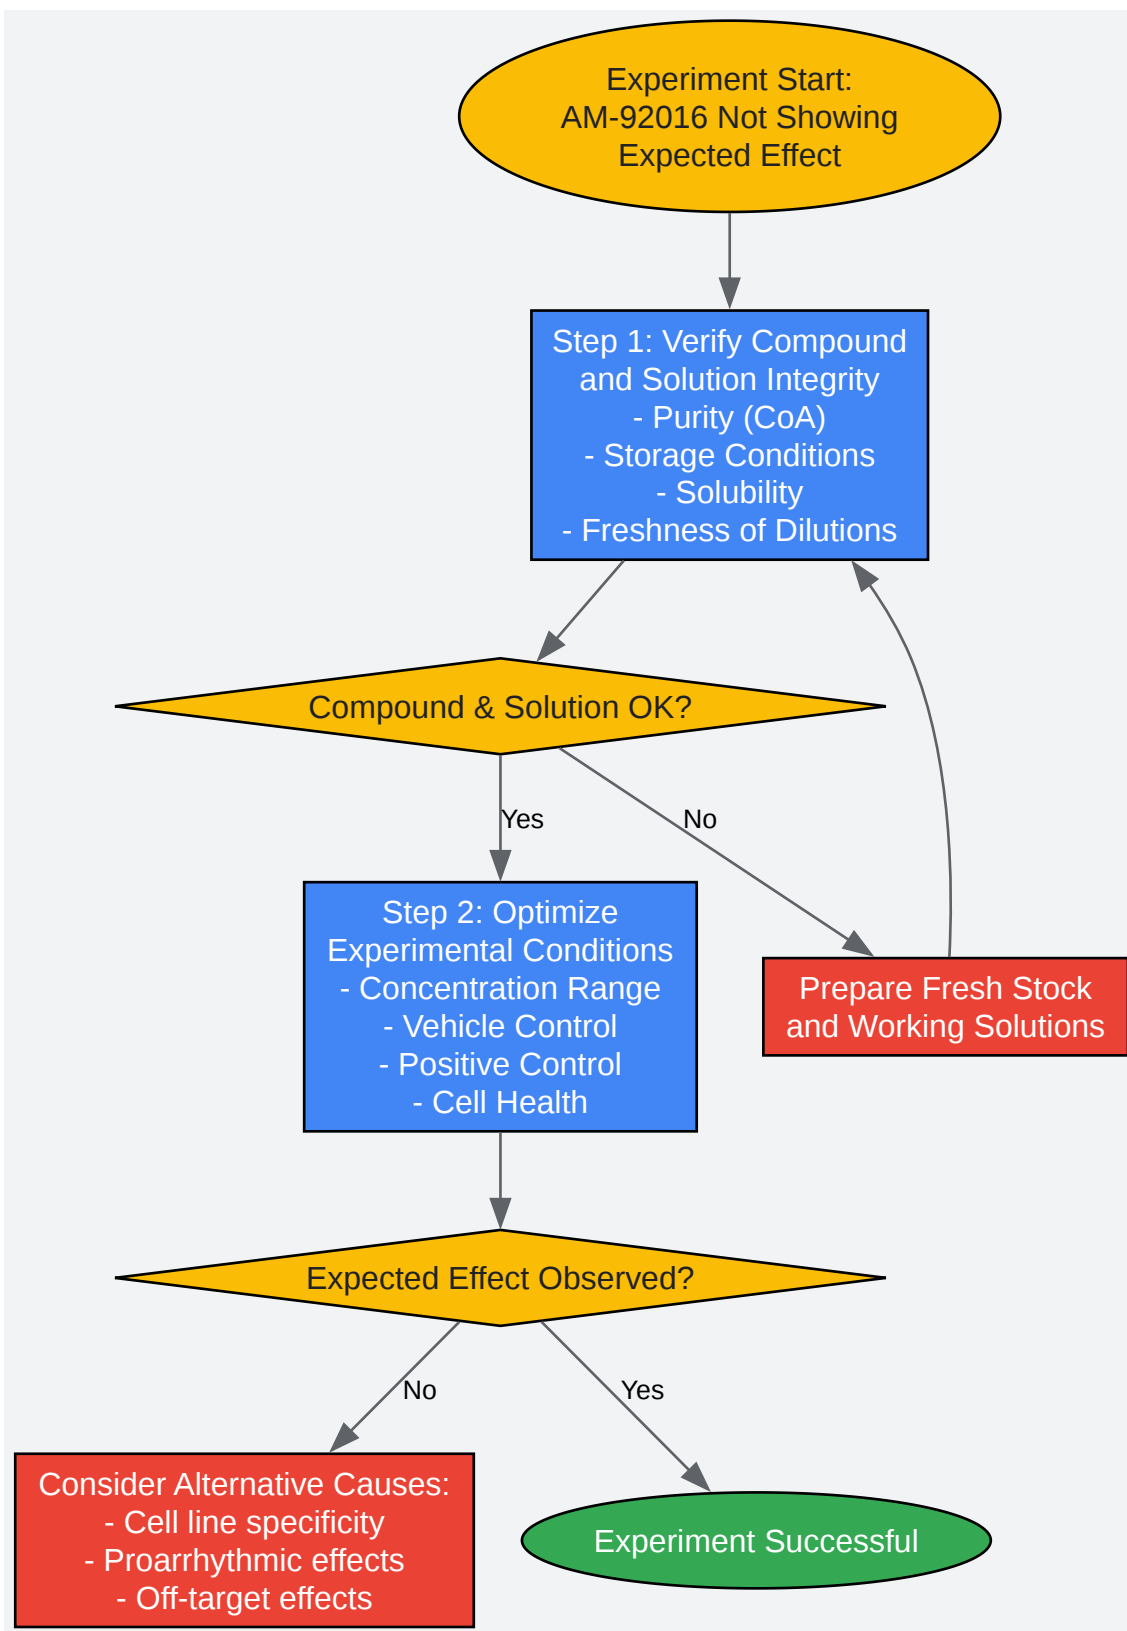 Experiment Start:
AM-92016 Not Showing
Expected Effect
Step 1: Verify Compound
and Solution Integrity
- Purity (CoA)
- Storage Conditions
- Solubility
- Freshness of Dilutions
Compound & Solution OK?
Yes
No
Step 2: Optimize
Experimental Conditions
- Concentration Range
- Vehicle Control
- Positive Control
- Cell Health
Prepare Fresh Stock
and Working Solutions
Expected Effect Observed?
No
Yes
Consider Alternative Causes:
- Cell line specificity
- Proarrhythmic effects
- Off-target effects
Experiment Successful